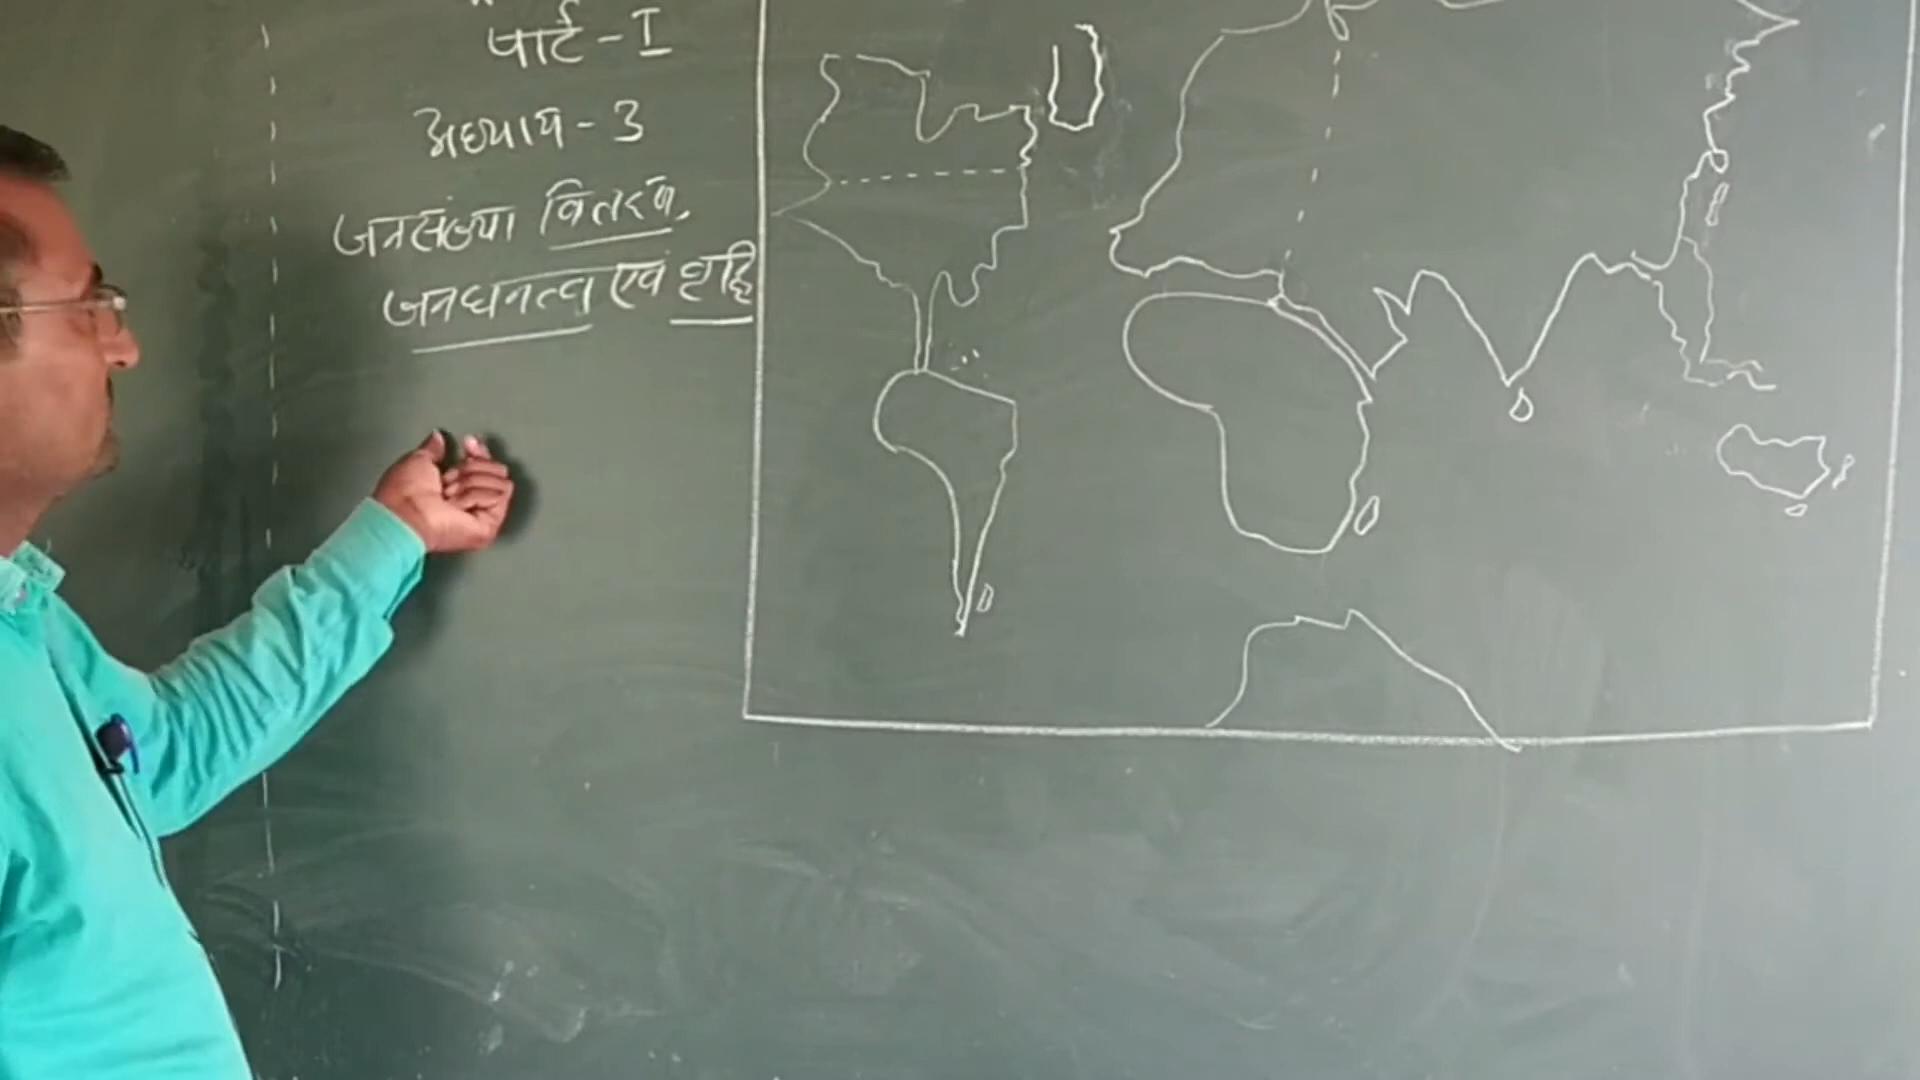 पार्ट - I
अध्याय - 3
जनसंख्या वितरण,
जनघनत्व एवं वृद्धि